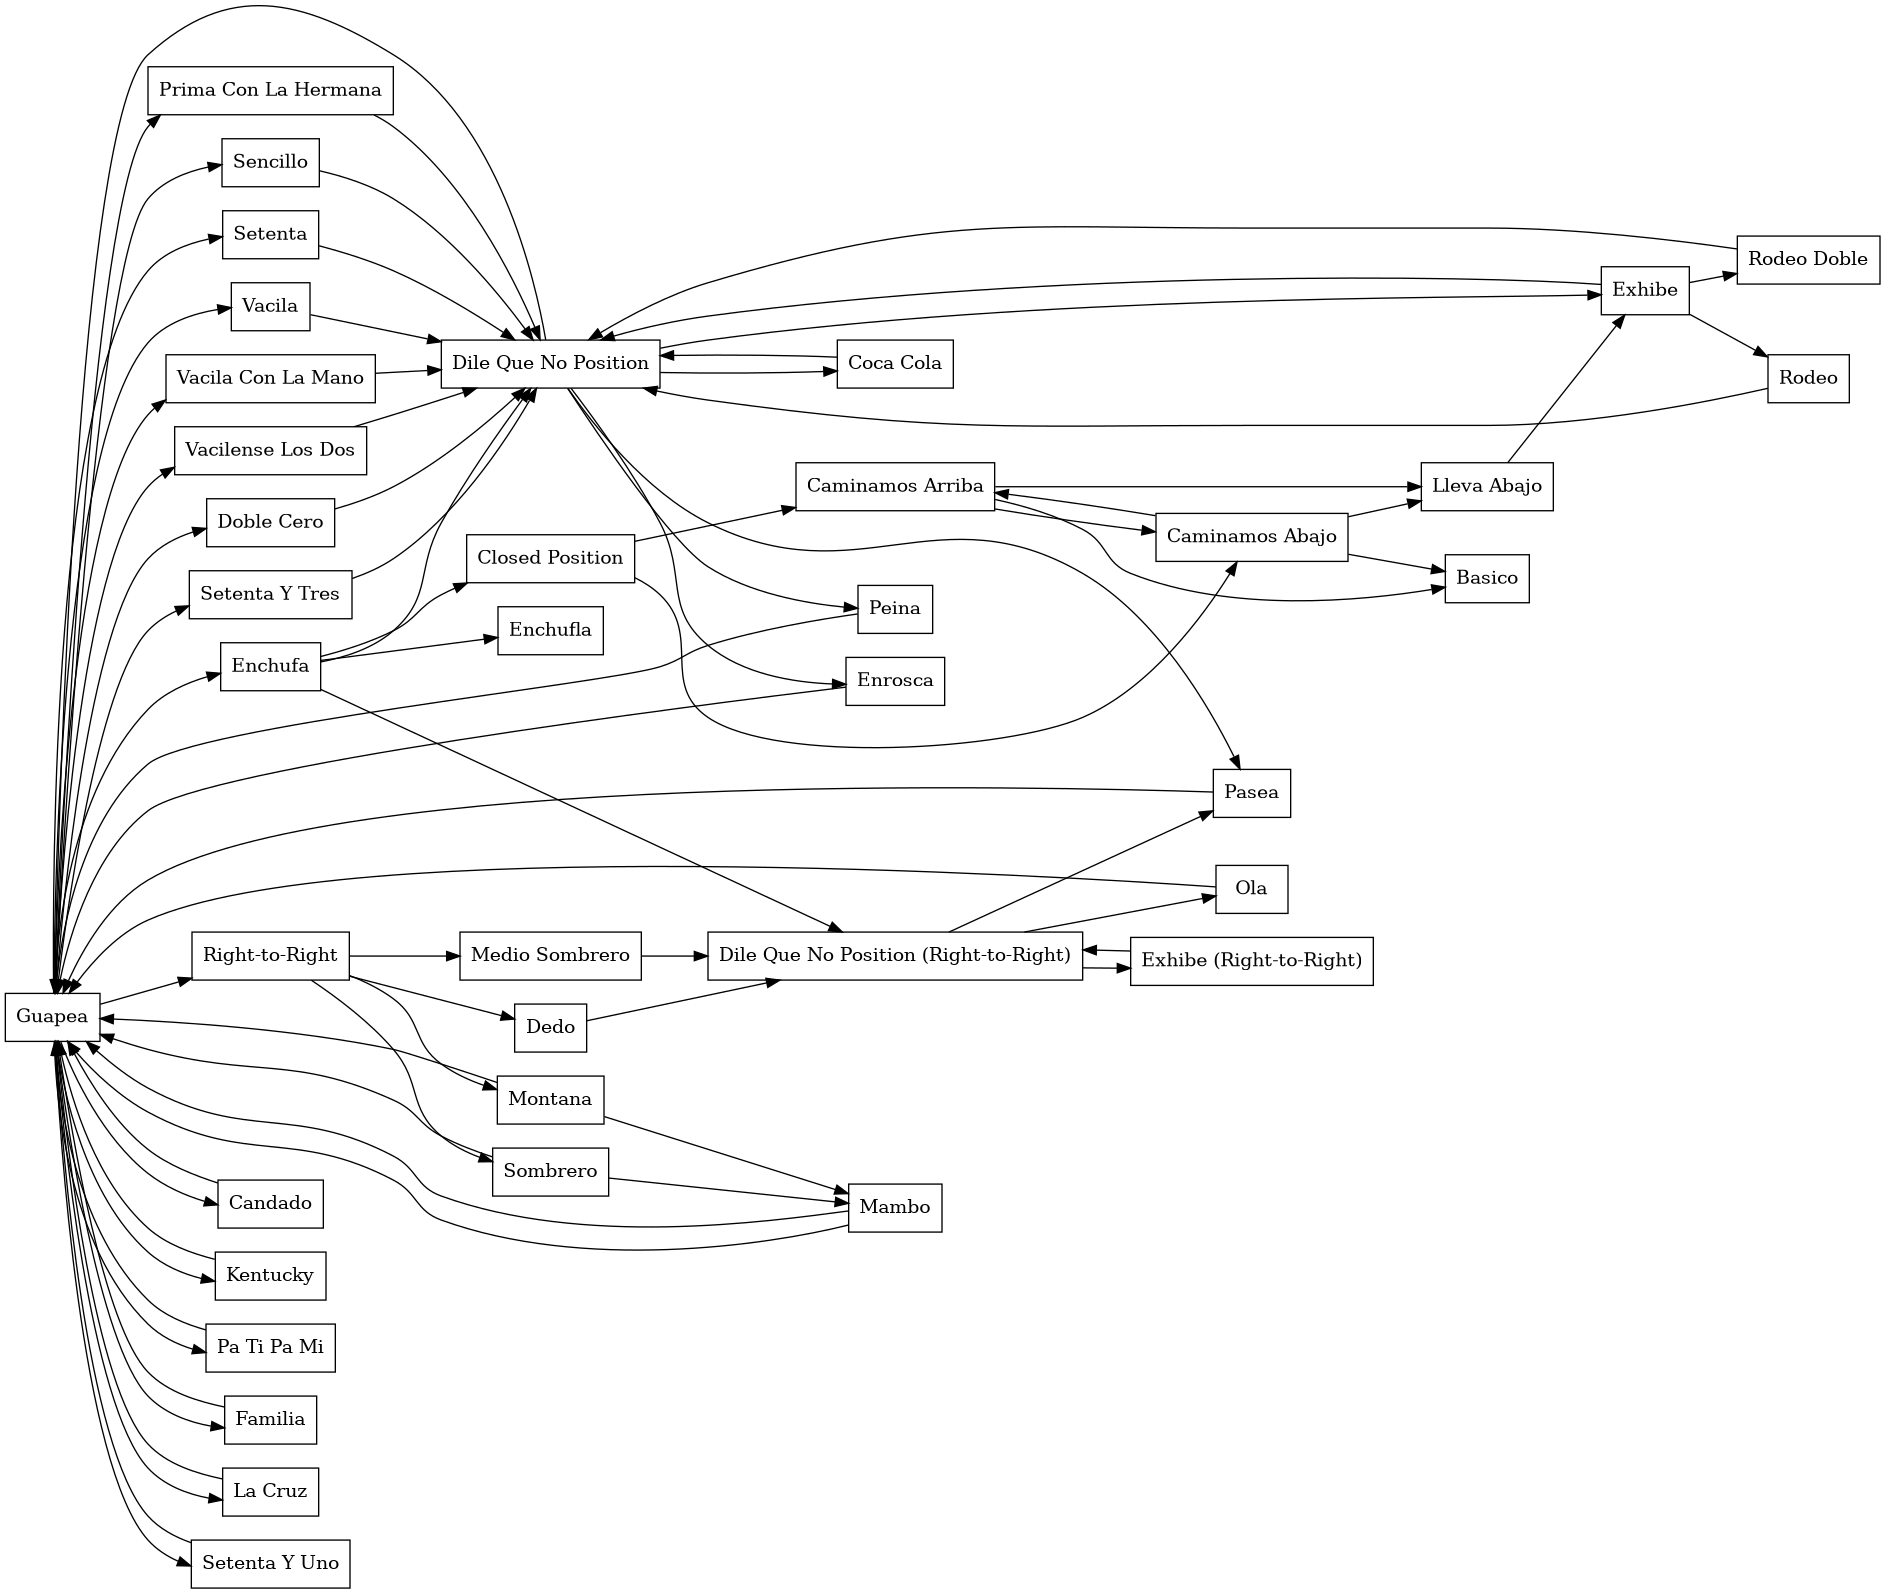 Prima Con La Hermana
Sencillo
Setenta
Vacila
Vacila Con La Mano
Vacilense Los Dos
Doble Cero
Setenta Y Tres
Enchufa
Dile Que No Position
Closed Position
Enchufla
Coca Cola
Caminamos Arriba
Caminamos Abajo
Peina
Enrosca
Exhibe
Rodeo Doble
Rodeo
Lleva Abajo
Basico
Pasea
Ola
Guapea
Right-to-Right
Medio Sombrero
Dile Que No Position (Right-to-Right)
Exhibe (Right-to-Right)
Dedo
Montana
Sombrero
Mambo
Candado
Kentucky
Pa Ti Pa Mi
Familia
La Cruz
Setenta Y Uno